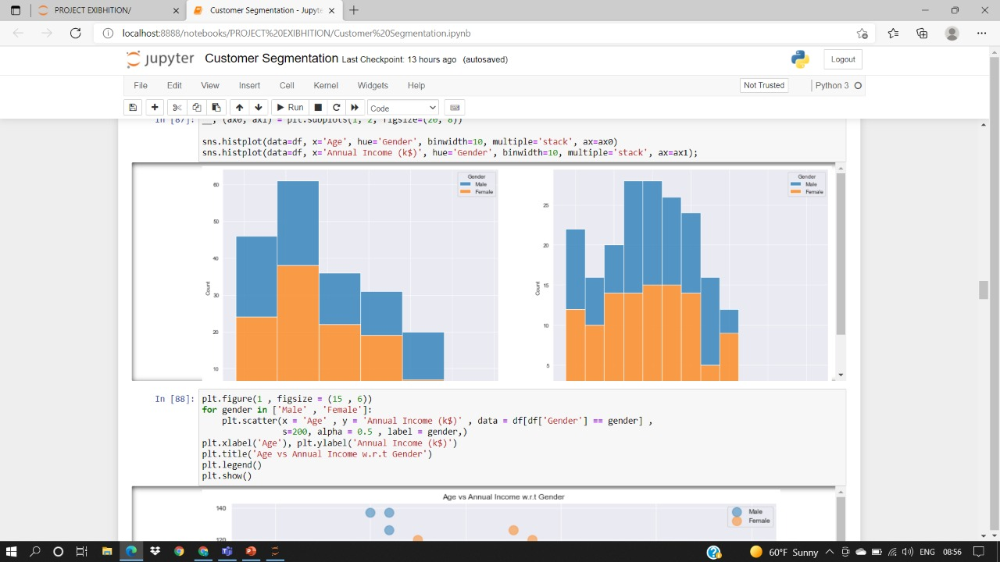 PROJECT EXIBHITION/
Customer Segmentation - Jupyte
localhost:8888/notebooks/PROJECT%20EXIBHITION/Customer%20Segmentation.ipynb
jupyter Customer Segmentation Last Checkpoint: 13 hours ago (autosaved)
Logout
File Edit View Insert Cell Kernel Widgets Help
Not Trusted
Python 3
Run
Code
In [87]: __, (ax0, ax1) = plt.subplots(1, 2, figsize=(20, 8))
sns.histplot(data=df, x='Age', hue='Gender', binwidth=10, multiple='stack', ax=ax0)
sns.histplot(data=df, x='Annual Income (k$)', hue='Gender', binwidth=10, multiple='stack', ax=ax1);
60
50
40
30
20
10
Count
Gender
Male
Female
25
20
15
10
5
Count
Gender
Male
Female
In [88]: plt.figure(1 , figsize = (15 , 6))
for gender in ['Male' , 'Female']:
plt.scatter(x = 'Age' , y = 'Annual Income (k$)' , data = df[df['Gender'] == gender] ,
s=200, alpha = 0.5 , label = gender,)
plt.xlabel('Age'), plt.ylabel('Annual Income (k$)')
plt.title('Age vs Annual Income w.r.t Gender')
plt.legend()
plt.show()
Age vs Annual Income w.r.t Gender
140
120
Male
Female
60°F Sunny
ENG
08:56